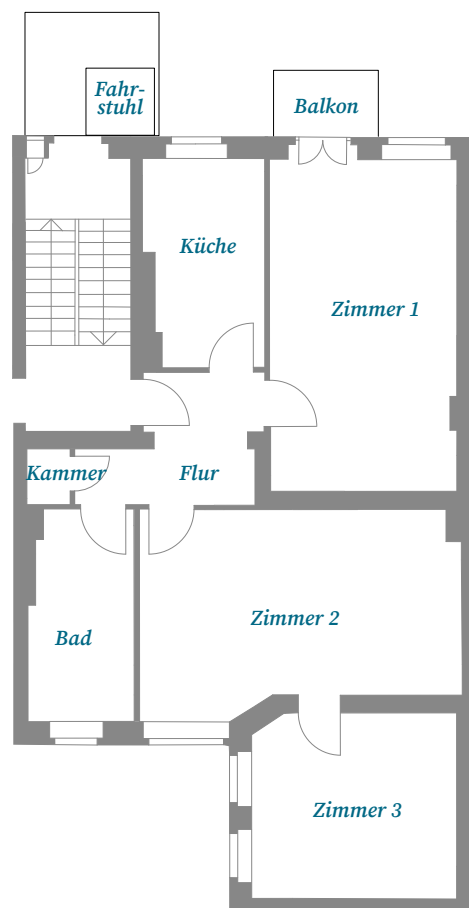 Fahr-
stuhl
Balkon
Küche
Zimmer 1
Kammer
Flur
Zimmer 2
Bad
Zimmer 3